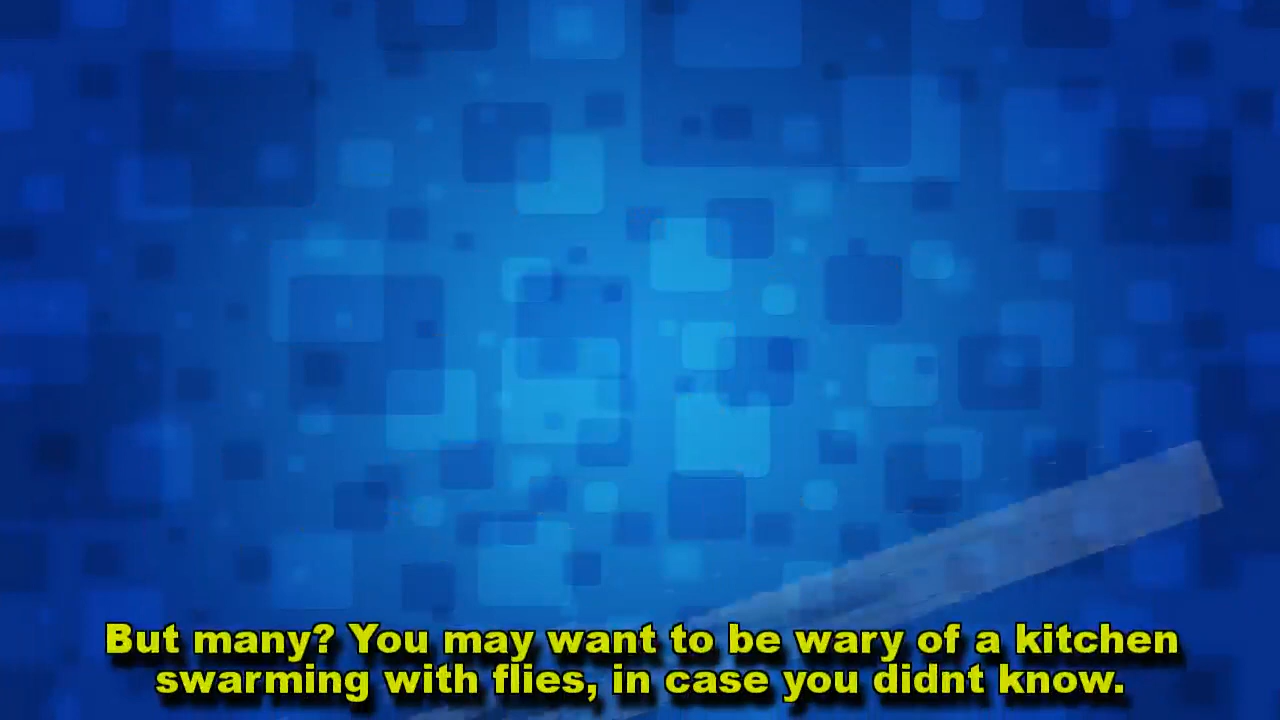 But many? You may want to be wary of a kitchen
swarming with flies, in case you didnt know.